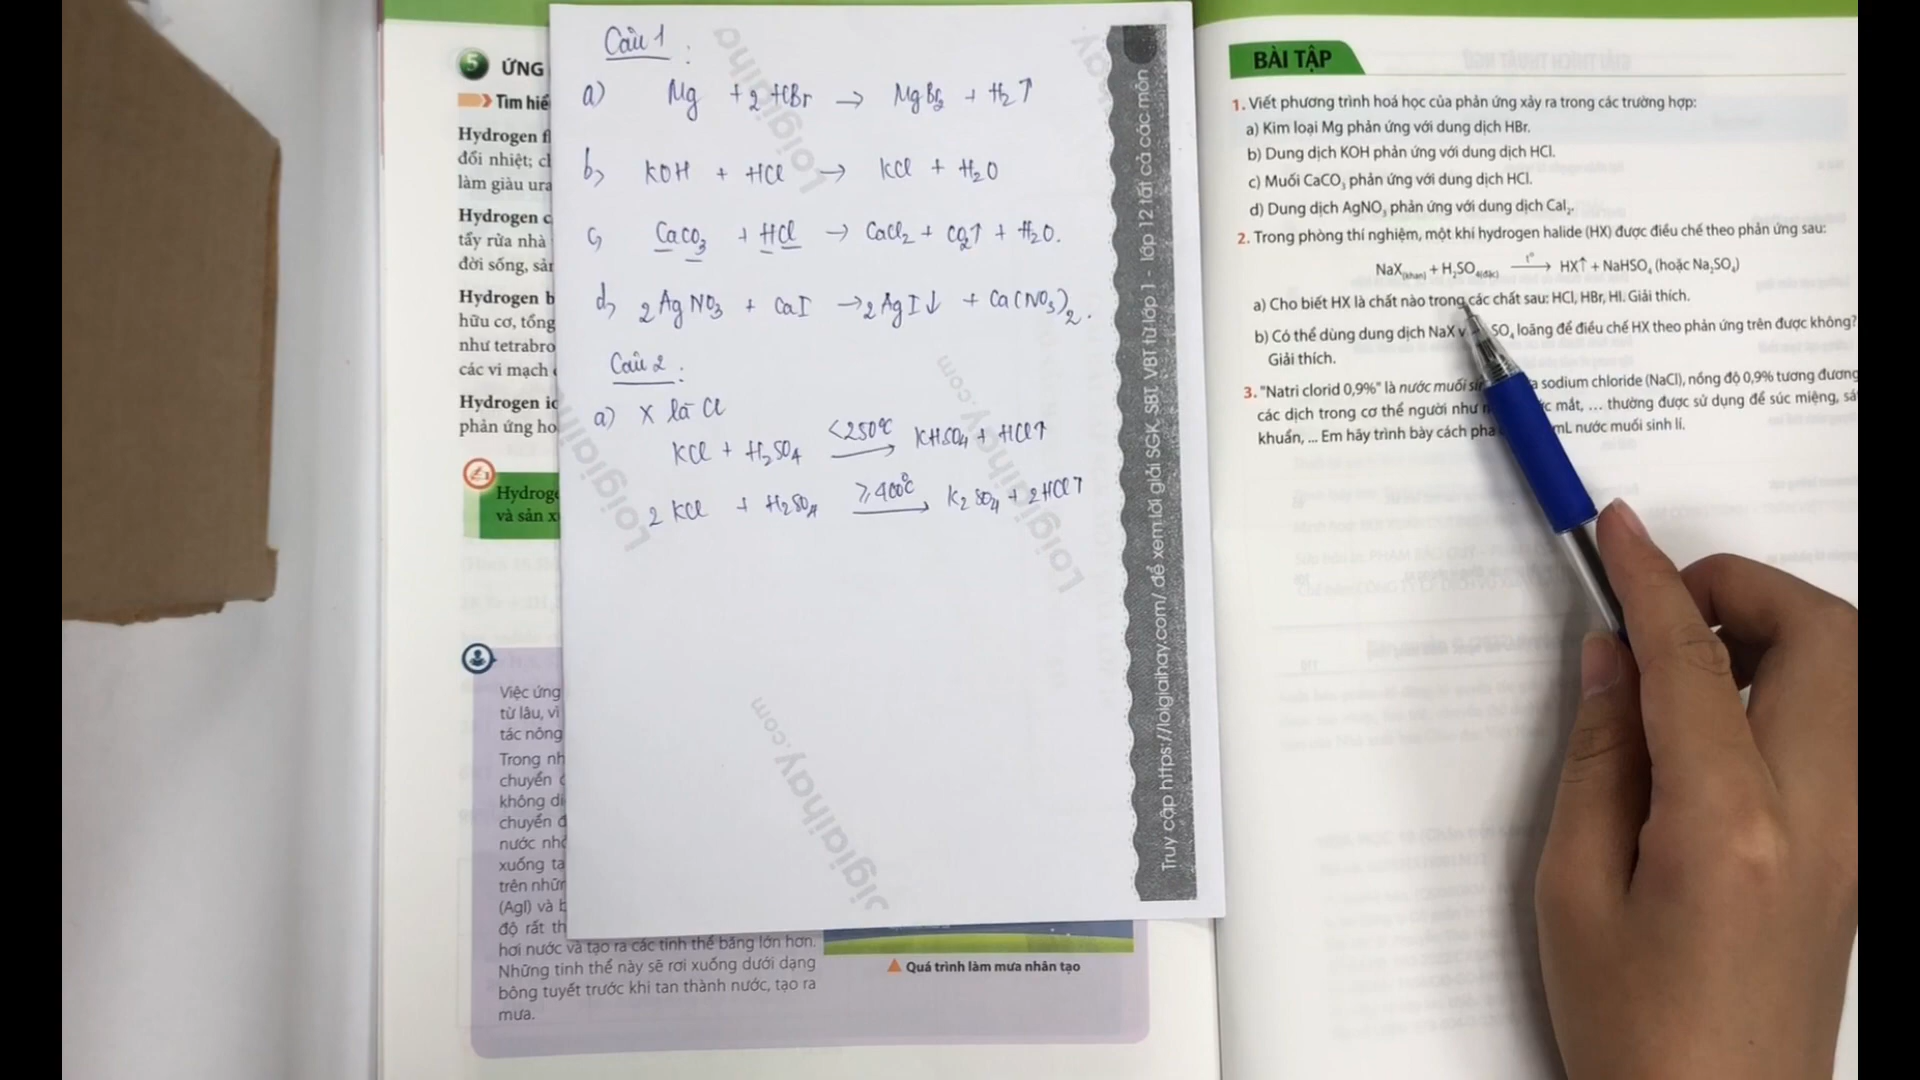 5 ỨNG
Tìm hiể
Hydrogen fl
đổi nhiệt; ch
làm giàu ura
Hydrogen c
tẩy rửa nhà
đời sống, sản
Hydrogen b
hữu cơ, tổng
như tetrabro
các vi mạch
Hydrogen io
phản ứng ho
Hydroge
và sản x
Việc ứng
từ lâu, vì
tác nông
Trong nh
chuyển
không di
chuyển đ
nước nhỏ
xuống ta
trên nhữn
(AgI) và b
độ rất th
hơi nước và tạo ra các tinh thể băng lớn hơn.
Những tinh thể này sẽ rơi xuống dưới dạng
bông tuyết trước khi tan thành nước, tạo ra
mưa.
Quá trình làm mưa nhân tạo
Câu 1:
a) Mg + 2HBr → MgBr₂ + H₂↑
b, KOH + HCl → KCl + H₂O
c, CaCO₃ + HCl → CaCl₂ + CO₂↑ + H₂O.
d, 2AgNO₃ + CaI → 2AgI↓ + Ca(NO₃)₂.
Câu 2:
a) X là Cl
KCl + H₂SO₄ <250°C → KHSO₄ + HCl↑
2KCl + H₂SO₄ ≥400°C → K₂SO₄ + 2HCl↑
Loigiaihay.com
Truy cập https://loigiaihay.com/ để xem lời giải SGK, SBT, VBT từ lớp 1 - lớp 12 tất cả các môn
BÀI TẬP
1. Viết phương trình hoá học của phản ứng xảy ra trong các trường hợp:
a) Kim loại Mg phản ứng với dung dịch HBr.
b) Dung dịch KOH phản ứng với dung dịch HCl.
c) Muối CaCO₃ phản ứng với dung dịch HCl.
d) Dung dịch AgNO₃ phản ứng với dung dịch CaI₂.
2. Trong phòng thí nghiệm, một khí hydrogen halide (HX) được điều chế theo phản ứng sau:
NaX(khan) + H₂SO₄(đặc) t° → HX↑ + NaHSO₄ (hoặc Na₂SO₄)
a) Cho biết HX là chất nào trong các chất sau: HCl, HBr, HI. Giải thích.
b) Có thể dùng dung dịch NaX v SO₄ loãng để điều chế HX theo phản ứng trên được không?
Giải thích.
3. "Natri clorid 0,9%" là nước muối si sodium chloride (NaCl), nồng độ 0,9% tương đương
các dịch trong cơ thể người như mắt, ... thường được sử dụng để súc miệng, sá
khuẩn, ... Em hãy trình bày cách pha mL nước muối sinh lí.